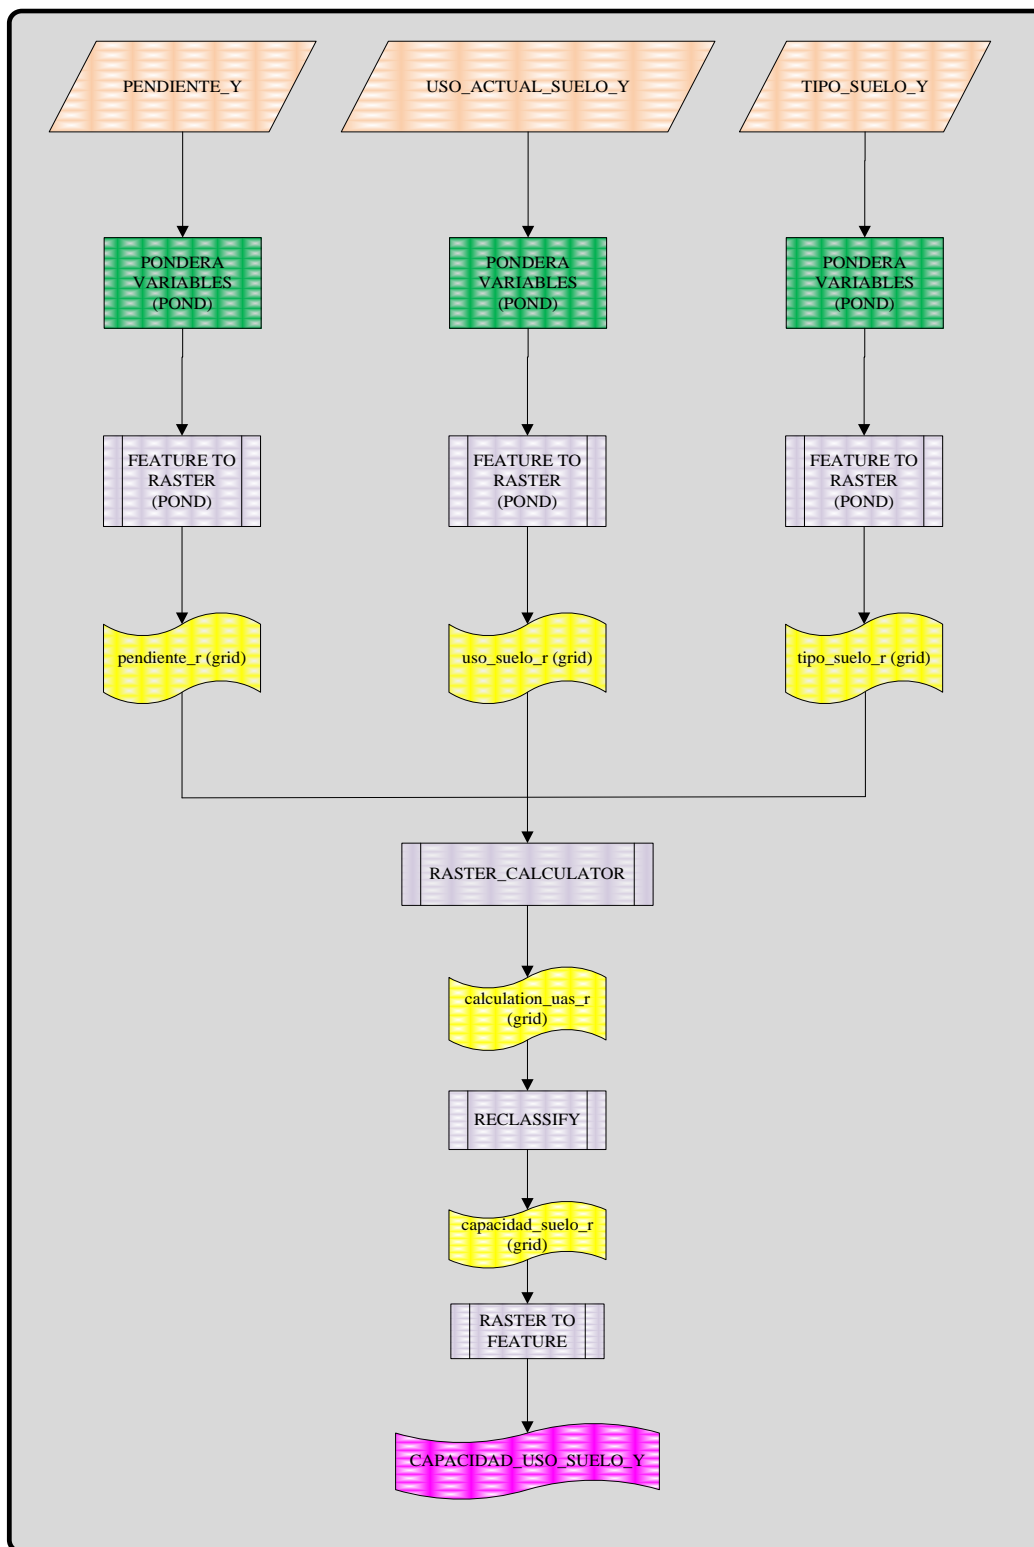 PENDIENTE_Y
USO_ACTUAL_SUELO_Y
TIPO_SUELO_Y
PONDERA
VARIABLES
(POND)
PONDERA
VARIABLES
(POND)
PONDERA
VARIABLES
(POND)
FEATURE TO
RASTER
(POND)
FEATURE TO
RASTER
(POND)
FEATURE TO
RASTER
(POND)
pendiente_r (grid)
uso_suelo_r (grid)
tipo_suelo_r (grid)
RASTER_CALCULATOR
calculation_uas_r
(grid)
RECLASSIFY
capacidad_suelo_r
(grid)
RASTER TO
FEATURE
CAPACIDAD_USO_SUELO_Y